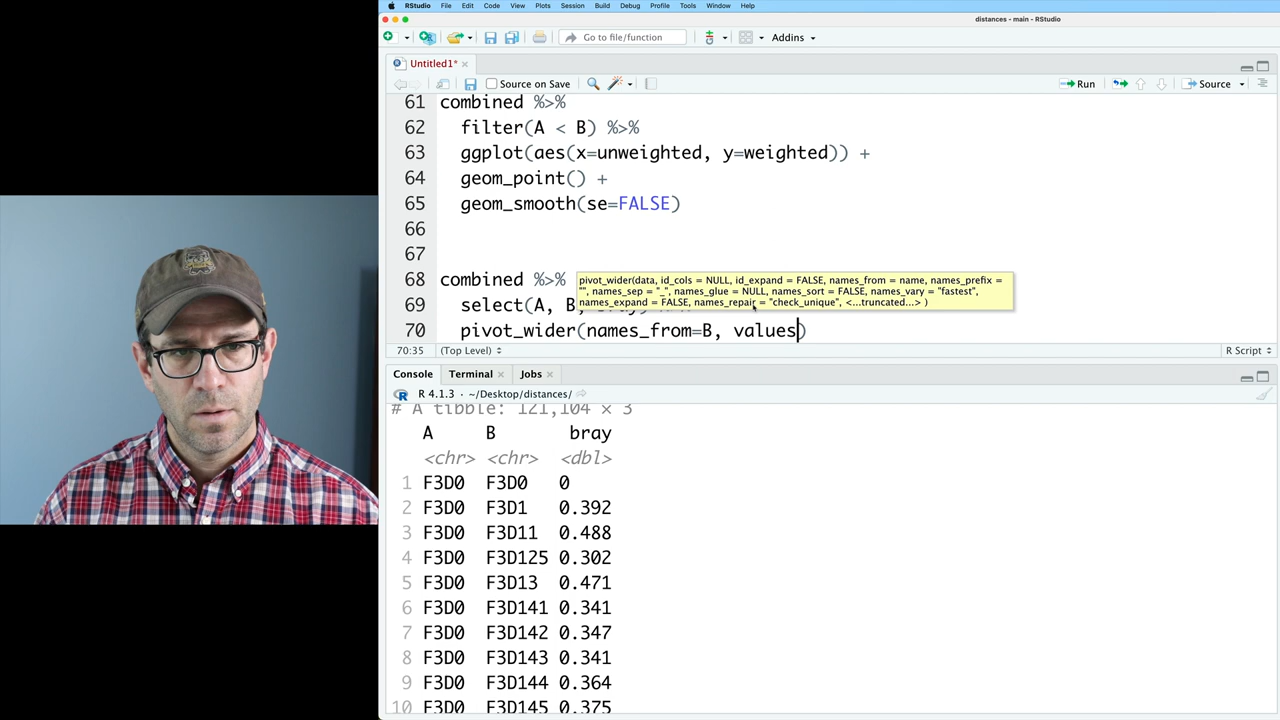 RStudio File Edit Code View Plots Session Build Debug Profile Tools Window Help
distances - main - RStudio
Go to file/function Addins
Untitled1*
Source on Save Run Source
61 combined %>%
62 filter(A < B) %>%
63 ggplot(aes(x=unweighted, y=weighted)) +
64 geom_point() +
65 geom_smooth(se=FALSE)
66
67
68 combined %>%
pivot_wider(data, id_cols = NULL, id_expand = FALSE, names_from = name, names_prefix =
"", names_sep = "_", names_glue = NULL, names_sort = FALSE, names_vary = "fastest",
names_expand = FALSE, names_repair = "check_unique", <...truncated...> )
69 select(A, B,
70 pivot_wider(names_from=B, values)
70:35 (Top Level) R Script
Console Terminal Jobs
R 4.1.3 · ~/Desktop/distances/
# A tibble: 121,104 × 3
A B bray
<chr> <chr> <dbl>
1 F3D0 F3D0 0
2 F3D0 F3D1 0.392
3 F3D0 F3D11 0.488
4 F3D0 F3D125 0.302
5 F3D0 F3D13 0.471
6 F3D0 F3D141 0.341
7 F3D0 F3D142 0.347
8 F3D0 F3D143 0.341
9 F3D0 F3D144 0.364
10 F3D0 F3D145 0.375